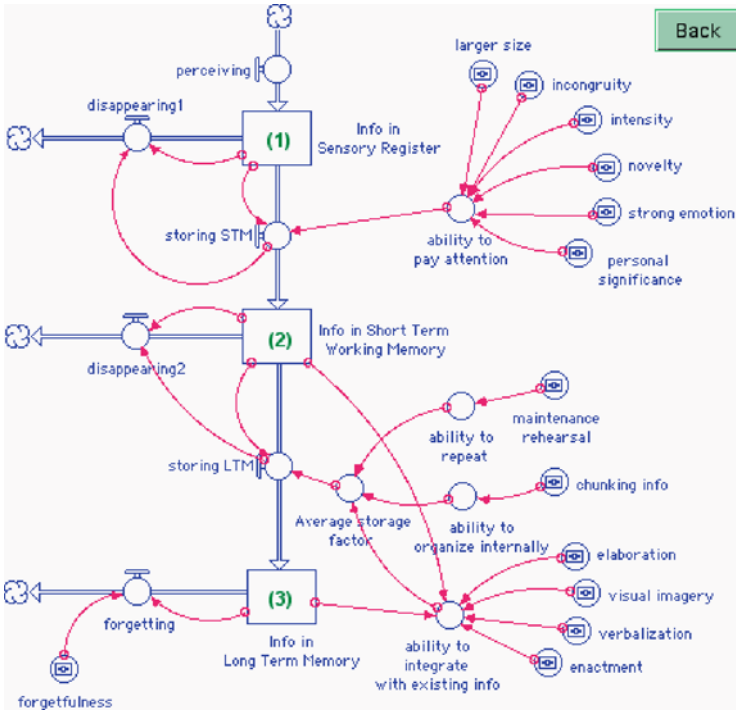 Back
larger size
incongruity
perceiving
disappearing1
intensity
(1)
Info in
Sensory Register
novelty
storing STM
strong emotion
ability to
pay attention
personal
significance
(2)
Info in Short Term
Working Memory
disappearing2
maintenance
rehearsal
ability to
repeat
storing LTM
chunking info
Average storage
factor
ability to
organize internally
elaboration
(3)
visual imagery
forgetting
verbalization
Info in
Long Term Memory
ability to
integrate
with existing info
enactment
forgetfulness